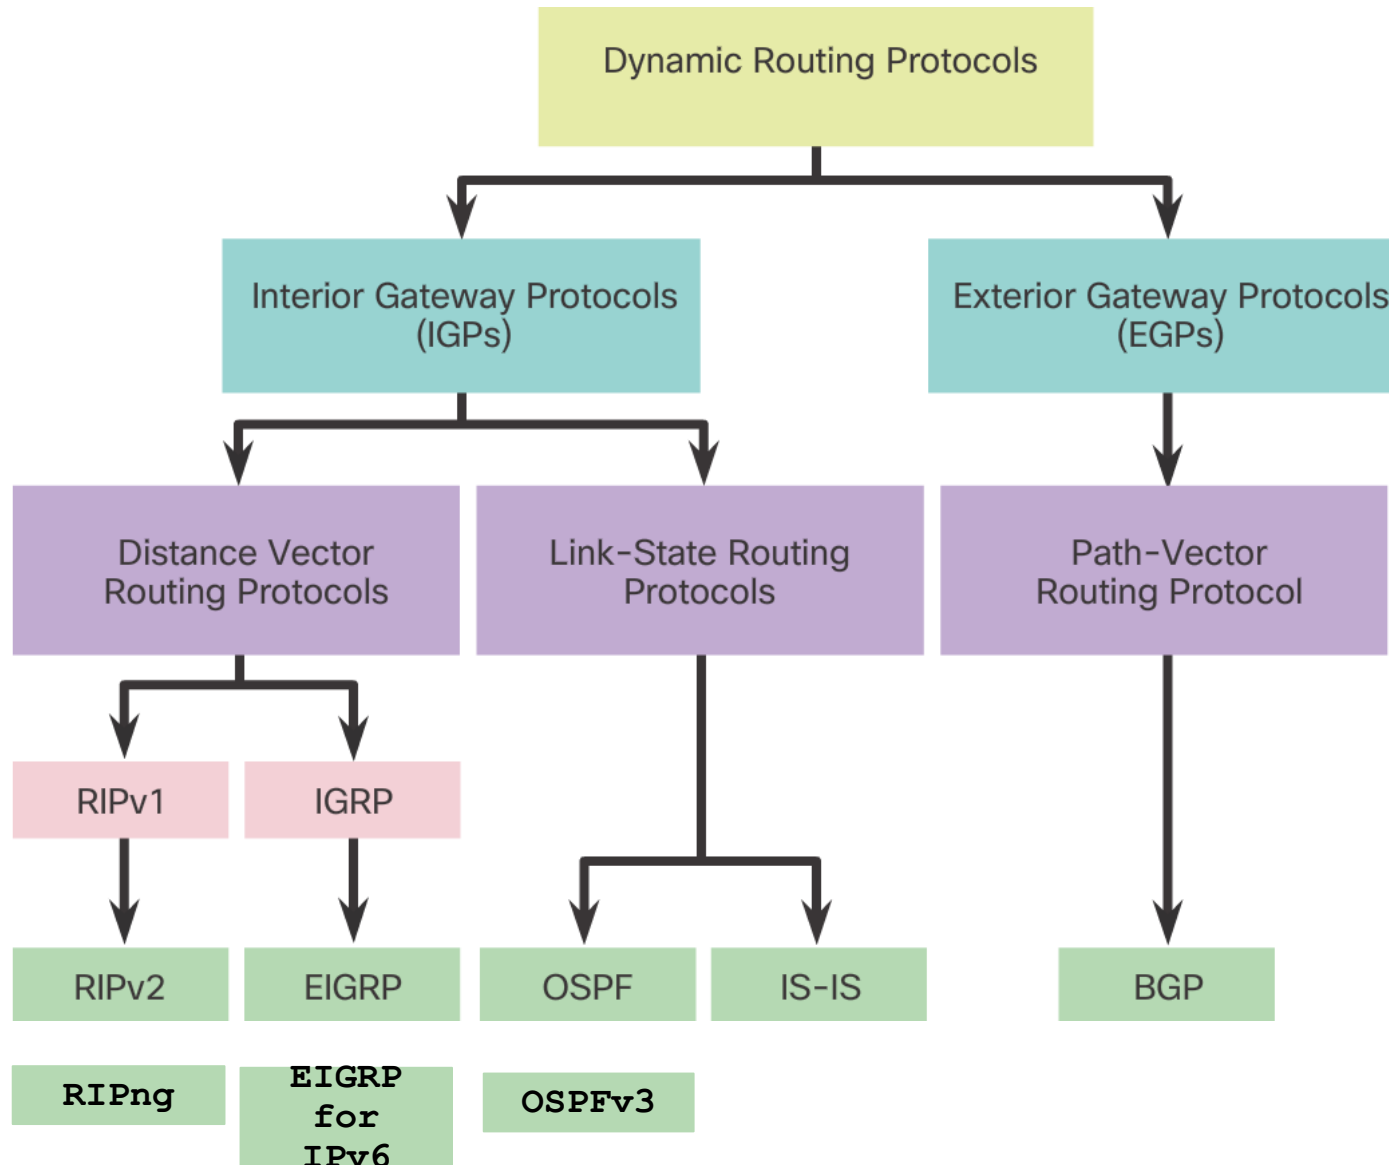 Dynamic Routing Protocols
Interior Gateway Protocols
(IGPs)
Exterior Gateway Protocols
(EGPs)
Distance Vector
Routing Protocols
Link-State Routing
Protocols
Path-Vector
Routing Protocol
RIPv1
IGRP
RIPv2
EIGRP
OSPF
IS-IS
BGP
RIPng
EIGRP
for
IPv6
OSPFv3